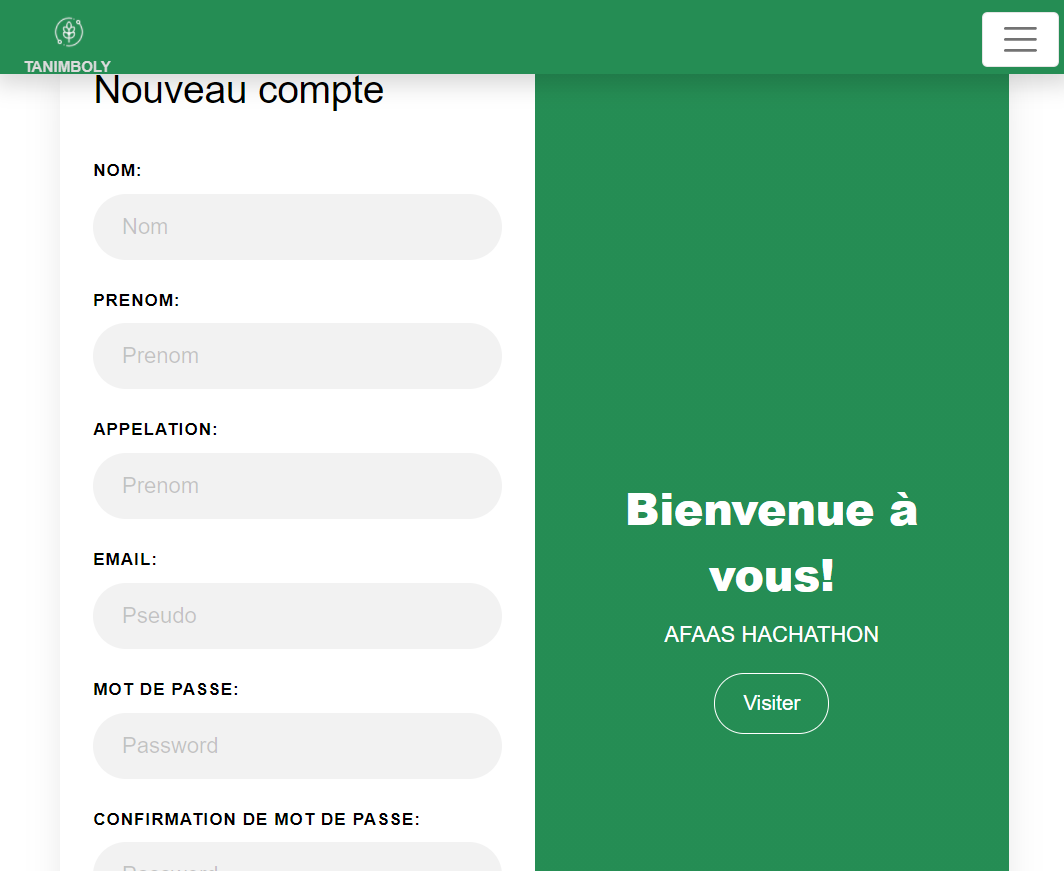 TANIMBOLY
Nouveau compte
NOM:
Nom
PRENOM:
Prenom
APPELATION:
Prenom
EMAIL:
Pseudo
MOT DE PASSE:
Password
CONFIRMATION DE MOT DE PASSE:
Password
Bienvenue à
vous!
AFAAS HACHATHON
Visiter